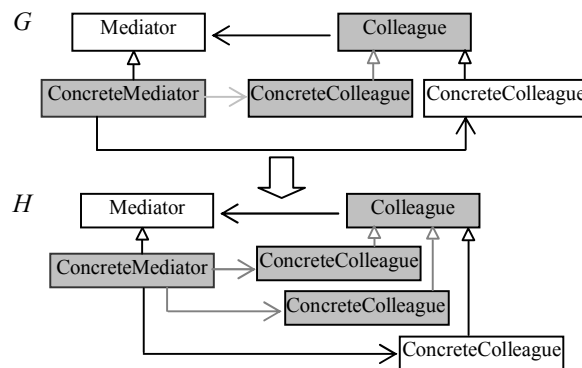 G
Mediator
Colleague
ConcreteMediator
ConcreteColleague
ConcreteColleague
H
Mediator
Colleague
ConcreteMediator
ConcreteColleague
ConcreteColleague
ConcreteColleague